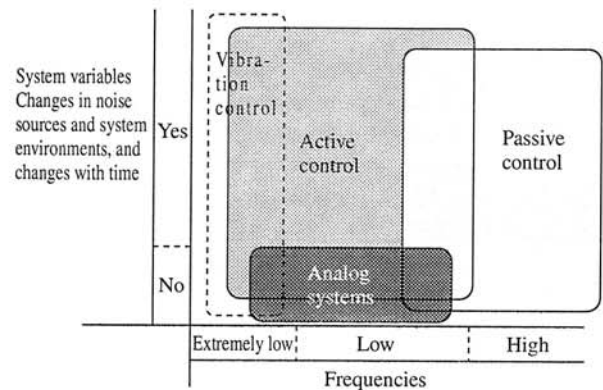 System variables
Changes in noise
sources and system
environments, and
changes with time
Yes
No
Vibra-
tion
control
Active
control
Passive
control
Analog
systems
Extremely low
Low
High
Frequencies